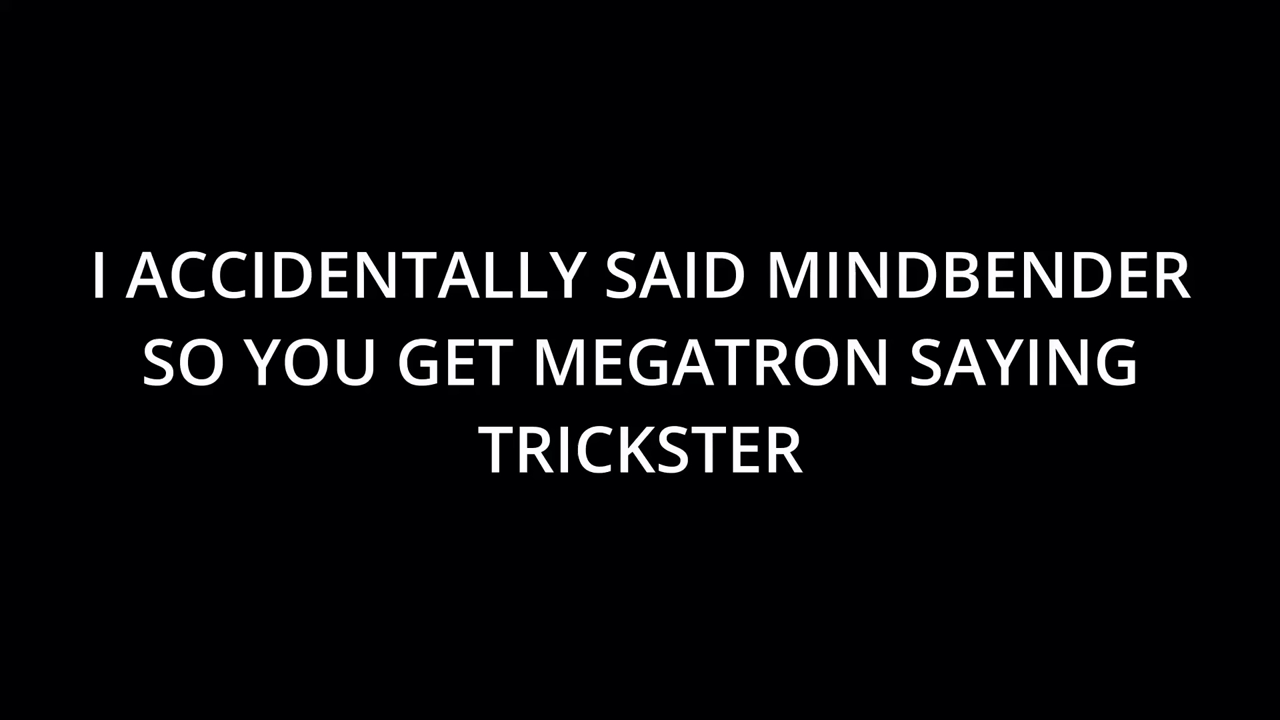 I ACCIDENTALLY SAID MINDBENDER
SO YOU GET MEGATRON SAYING
TRICKSTER